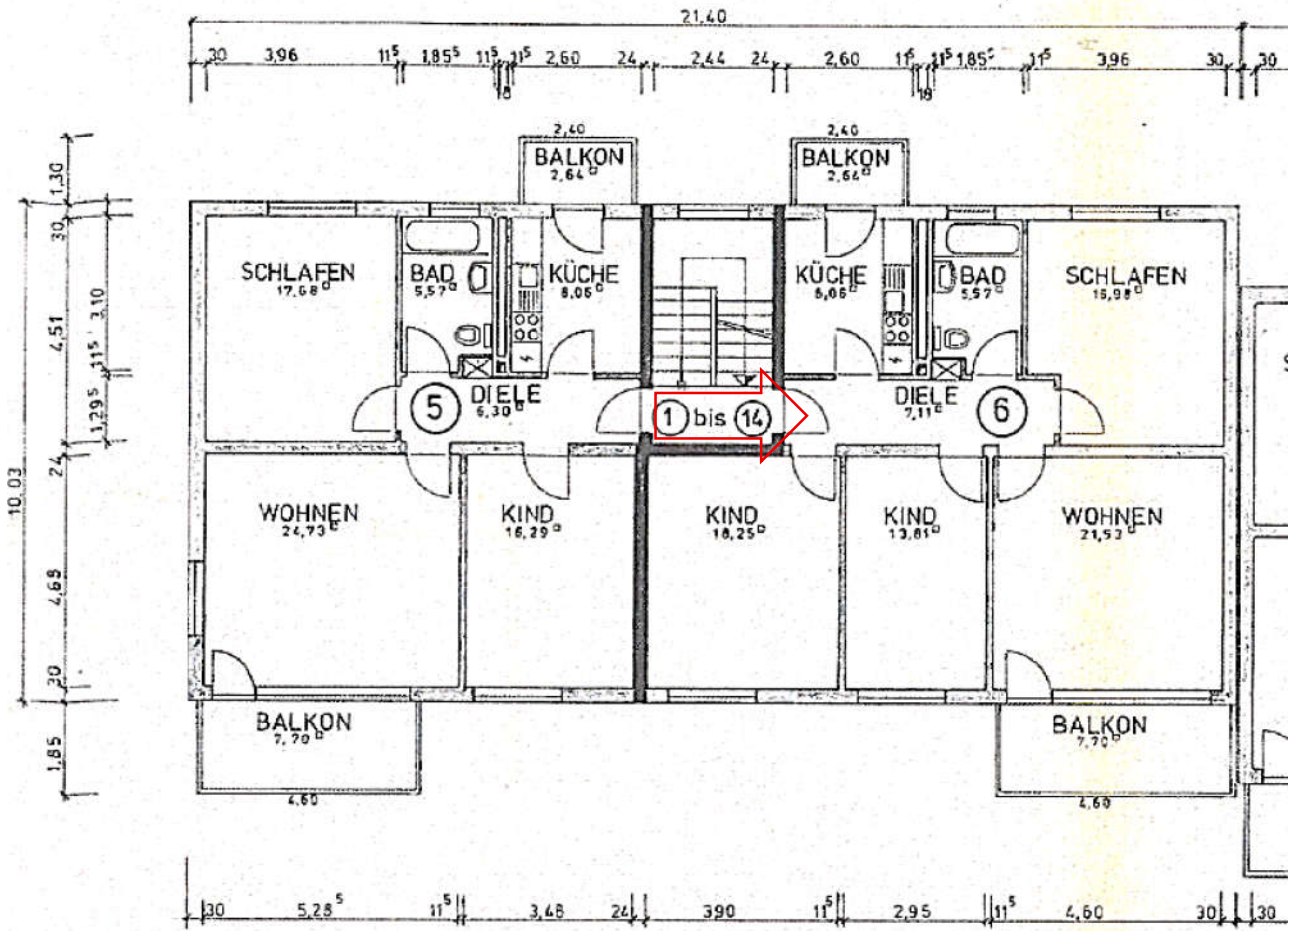 21,40
30 3,96 11⁵ 1,85⁵ 11⁵ 11⁵ 2,60 24 2,44 24 2,60 11⁵ 11⁵ 1,85⁵ 11⁵ 3,96 30 30
18 18
2,40 2,40
BALKON BALKON
2,64 2,64
1,30
30
SCHLAFEN BAD KÜCHE KÜCHE BAD SCHLAFEN
17,68 5,57 8,06 8,06 5,57 16,98
4,51 3,10
11⁵
1,29⁵
5 DIELE 1 bis 14 DIELE 6
6,30 7,11
24
10,03
WOHNEN KIND KIND KIND WOHNEN
24,73 16,29 18,25 13,81 21,53
4,68
30
BALKON BALKON
7,70 7,70
1,85
4,60 4,60
30 5,28⁵ 11⁵ 3,48 24 3,90 11⁵ 2,95 11⁵ 4,60 30 30